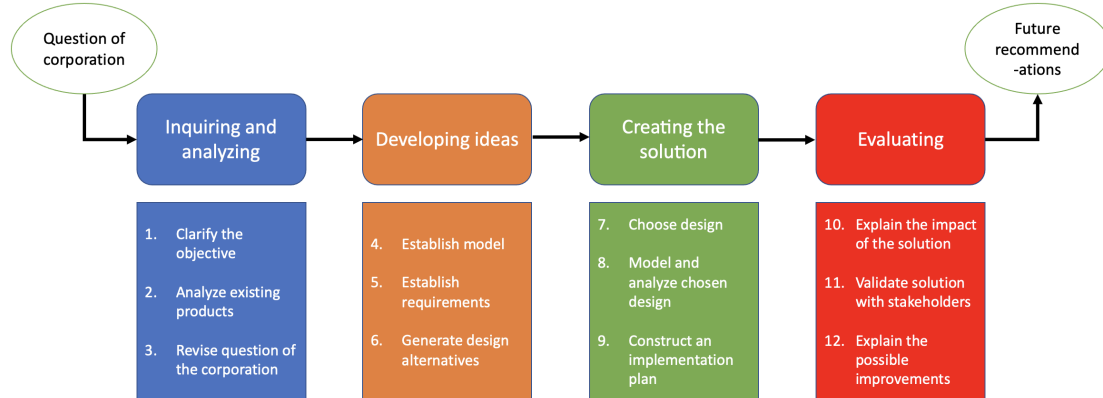 Question of
corporation
Future
recommend
-ations
Inquiring and
analyzing
Developing ideas
Creating the
solution
Evaluating
1. Clarify the
objective
2. Analyze existing
products
3. Revise question of
the corporation
4. Establish model
5. Establish
requirements
6. Generate design
alternatives
7. Choose design
8. Model and
analyze chosen
design
9. Construct an
implementation
plan
10. Explain the impact
of the solution
11. Validate solution
with stakeholders
12. Explain the
possible
improvements